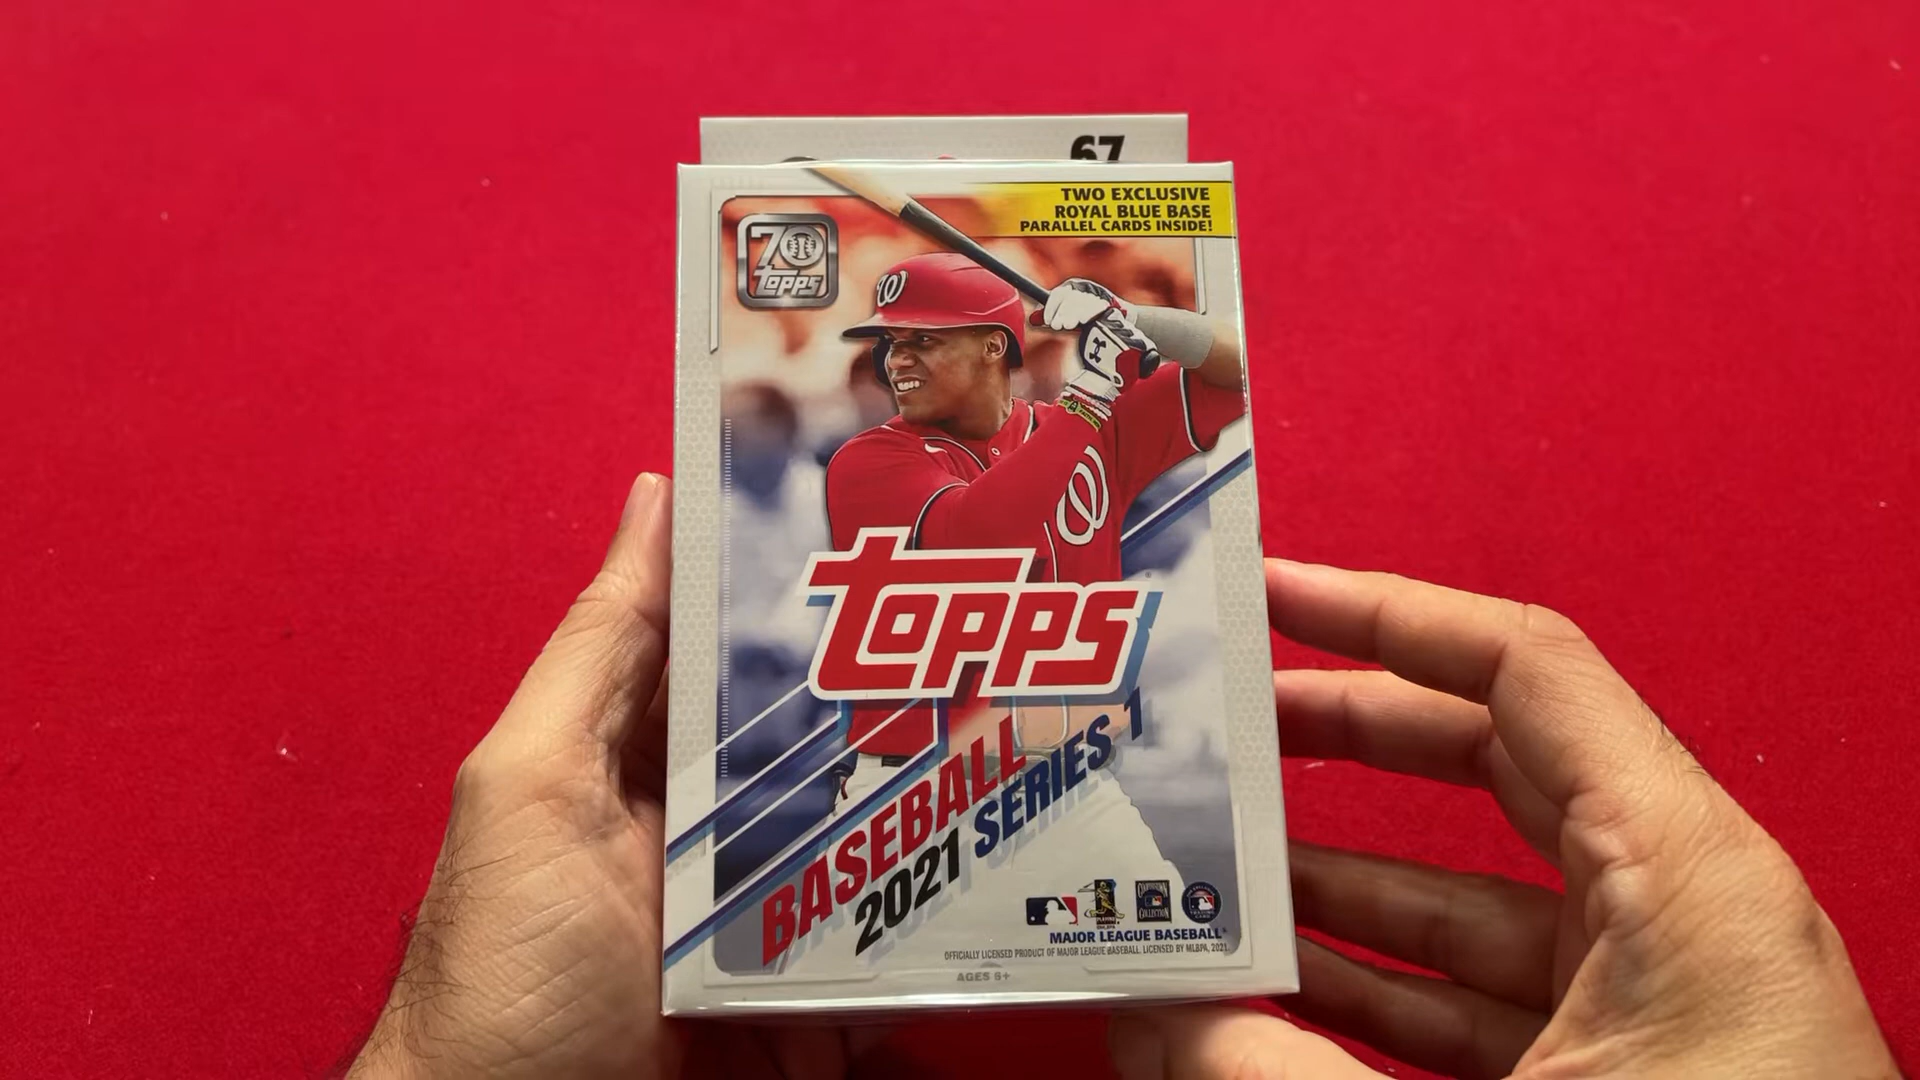 67
TWO EXCLUSIVE
ROYAL BLUE BASE
PARALLEL CARDS INSIDE!
70
Topps
W
W
Topps
BASEBALL
2021 SERIES 1
MAJOR LEAGUE BASEBALL
OFFICIALLY LICENSED PRODUCT OF MAJOR LEAGUE BASEBALL. LICENSED BY MLBPA, 2021.
AGES 6+